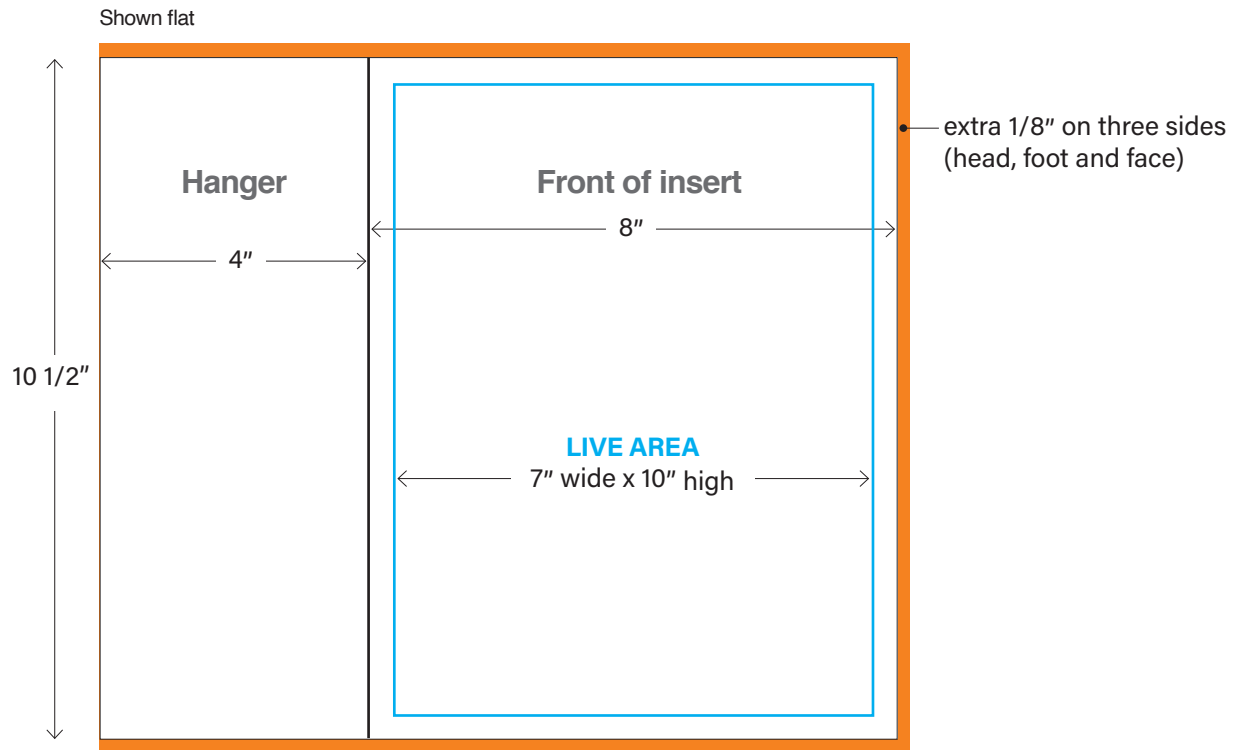 Shown flat
extra 1/8″ on three sides
(head, foot and face)
Hanger
Front of insert
8″
4″
10 1/2″
LIVE AREA
7″ wide x 10″ high